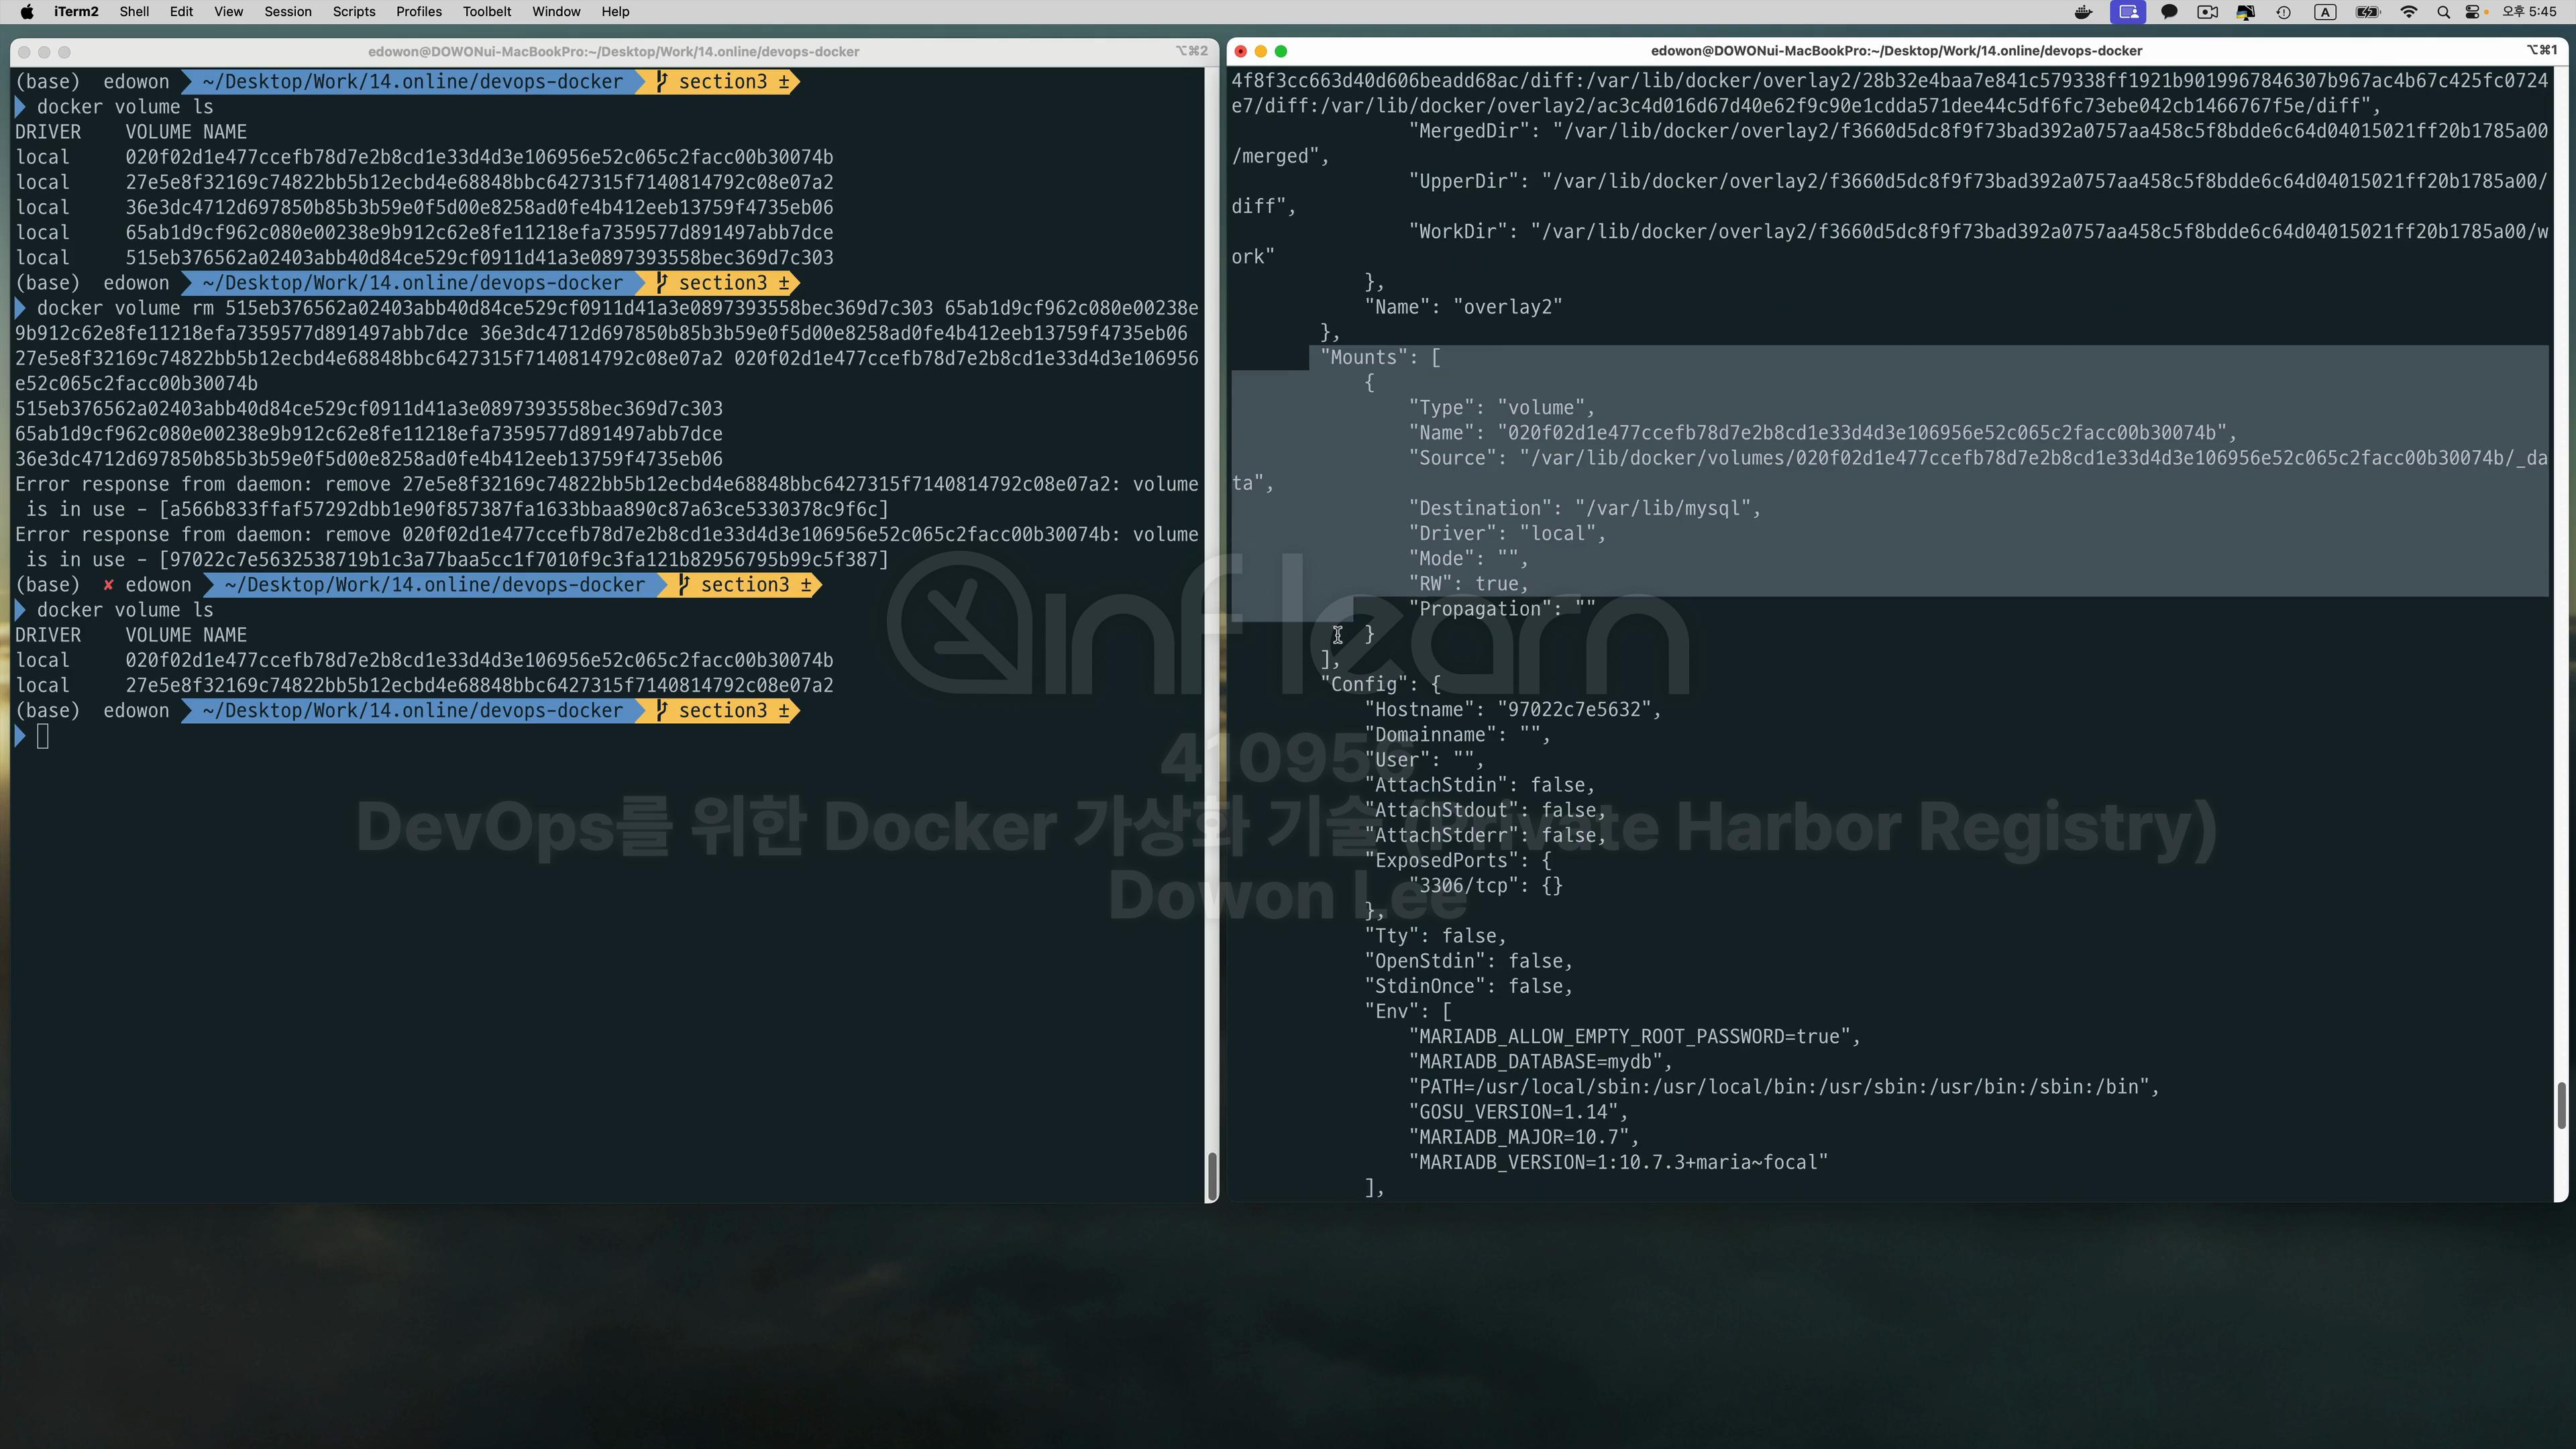 iTerm2 Shell Edit View Session Scripts Profiles Toolbelt Window Help A 오후 5:45
edowon@DOWONui-MacBookPro:~/Desktop/Work/14.online/devops-docker ⌥⌘2
(base) edowon ~/Desktop/Work/14.online/devops-docker section3 ±
docker volume ls
DRIVER VOLUME NAME
local 020f02d1e477ccefb78d7e2b8cd1e33d4d3e106956e52c065c2facc00b30074b
local 27e5e8f32169c74822bb5b12ecbd4e68848bbc6427315f7140814792c08e07a2
local 36e3dc4712d697850b85b3b59e0f5d00e8258ad0fe4b412eeb13759f4735eb06
local 65ab1d9cf962c080e00238e9b912c62e8fe11218efa7359577d891497abb7dce
local 515eb376562a02403abb40d84ce529cf0911d41a3e0897393558bec369d7c303
(base) edowon ~/Desktop/Work/14.online/devops-docker section3 ±
docker volume rm 515eb376562a02403abb40d84ce529cf0911d41a3e0897393558bec369d7c303 65ab1d9cf962c080e00238e
9b912c62e8fe11218efa7359577d891497abb7dce 36e3dc4712d697850b85b3b59e0f5d00e8258ad0fe4b412eeb13759f4735eb06
27e5e8f32169c74822bb5b12ecbd4e68848bbc6427315f7140814792c08e07a2 020f02d1e477ccefb78d7e2b8cd1e33d4d3e106956
e52c065c2facc00b30074b
515eb376562a02403abb40d84ce529cf0911d41a3e0897393558bec369d7c303
65ab1d9cf962c080e00238e9b912c62e8fe11218efa7359577d891497abb7dce
36e3dc4712d697850b85b3b59e0f5d00e8258ad0fe4b412eeb13759f4735eb06
Error response from daemon: remove 27e5e8f32169c74822bb5b12ecbd4e68848bbc6427315f7140814792c08e07a2: volume
is in use - [a566b833ffaf57292dbb1e90f857387fa1633bbaa890c87a63ce5330378c9f6c]
Error response from daemon: remove 020f02d1e477ccefb78d7e2b8cd1e33d4d3e106956e52c065c2facc00b30074b: volume
is in use - [97022c7e5632538719b1c3a77baa5cc1f7010f9c3fa121b82956795b99c5f387]
(base) ✘ edowon ~/Desktop/Work/14.online/devops-docker section3 ±
docker volume ls
DRIVER VOLUME NAME
local 020f02d1e477ccefb78d7e2b8cd1e33d4d3e106956e52c065c2facc00b30074b
local 27e5e8f32169c74822bb5b12ecbd4e68848bbc6427315f7140814792c08e07a2
(base) edowon ~/Desktop/Work/14.online/devops-docker section3 ±
edowon@DOWONui-MacBookPro:~/Desktop/Work/14.online/devops-docker ⌥⌘1
4f8f3cc663d40d606beadd68ac/diff:/var/lib/docker/overlay2/28b32e4baa7e841c579338ff1921b9019967846307b967ac4b67c425fc0724
e7/diff:/var/lib/docker/overlay2/ac3c4d016d67d40e62f9c90e1cdda571dee44c5df6fc73ebe042cb1466767f5e/diff",
"MergedDir": "/var/lib/docker/overlay2/f3660d5dc8f9f73bad392a0757aa458c5f8bdde6c64d04015021ff20b1785a00
/merged",
"UpperDir": "/var/lib/docker/overlay2/f3660d5dc8f9f73bad392a0757aa458c5f8bdde6c64d04015021ff20b1785a00/
diff",
"WorkDir": "/var/lib/docker/overlay2/f3660d5dc8f9f73bad392a0757aa458c5f8bdde6c64d04015021ff20b1785a00/w
ork"
},
"Name": "overlay2"
},
"Mounts": [
{
"Type": "volume",
"Name": "020f02d1e477ccefb78d7e2b8cd1e33d4d3e106956e52c065c2facc00b30074b",
"Source": "/var/lib/docker/volumes/020f02d1e477ccefb78d7e2b8cd1e33d4d3e106956e52c065c2facc00b30074b/_da
ta",
"Destination": "/var/lib/mysql",
"Driver": "local",
"Mode": "",
"RW": true,
"Propagation": ""
}
],
"Config": {
"Hostname": "97022c7e5632",
"Domainname": "",
"User": "",
"AttachStdin": false,
"AttachStdout": false,
"AttachStderr": false,
"ExposedPorts": {
"3306/tcp": {}
},
"Tty": false,
"OpenStdin": false,
"StdinOnce": false,
"Env": [
"MARIADB_ALLOW_EMPTY_ROOT_PASSWORD=true",
"MARIADB_DATABASE=mydb",
"PATH=/usr/local/sbin:/usr/local/bin:/usr/sbin:/usr/bin:/sbin:/bin",
"GOSU_VERSION=1.14",
"MARIADB_MAJOR=10.7",
"MARIADB_VERSION=1:10.7.3+maria~focal"
],
inflearn
410956
DevOps를 위한 Docker 가상화 기술 (Private Harbor Registry)
Dowon Lee